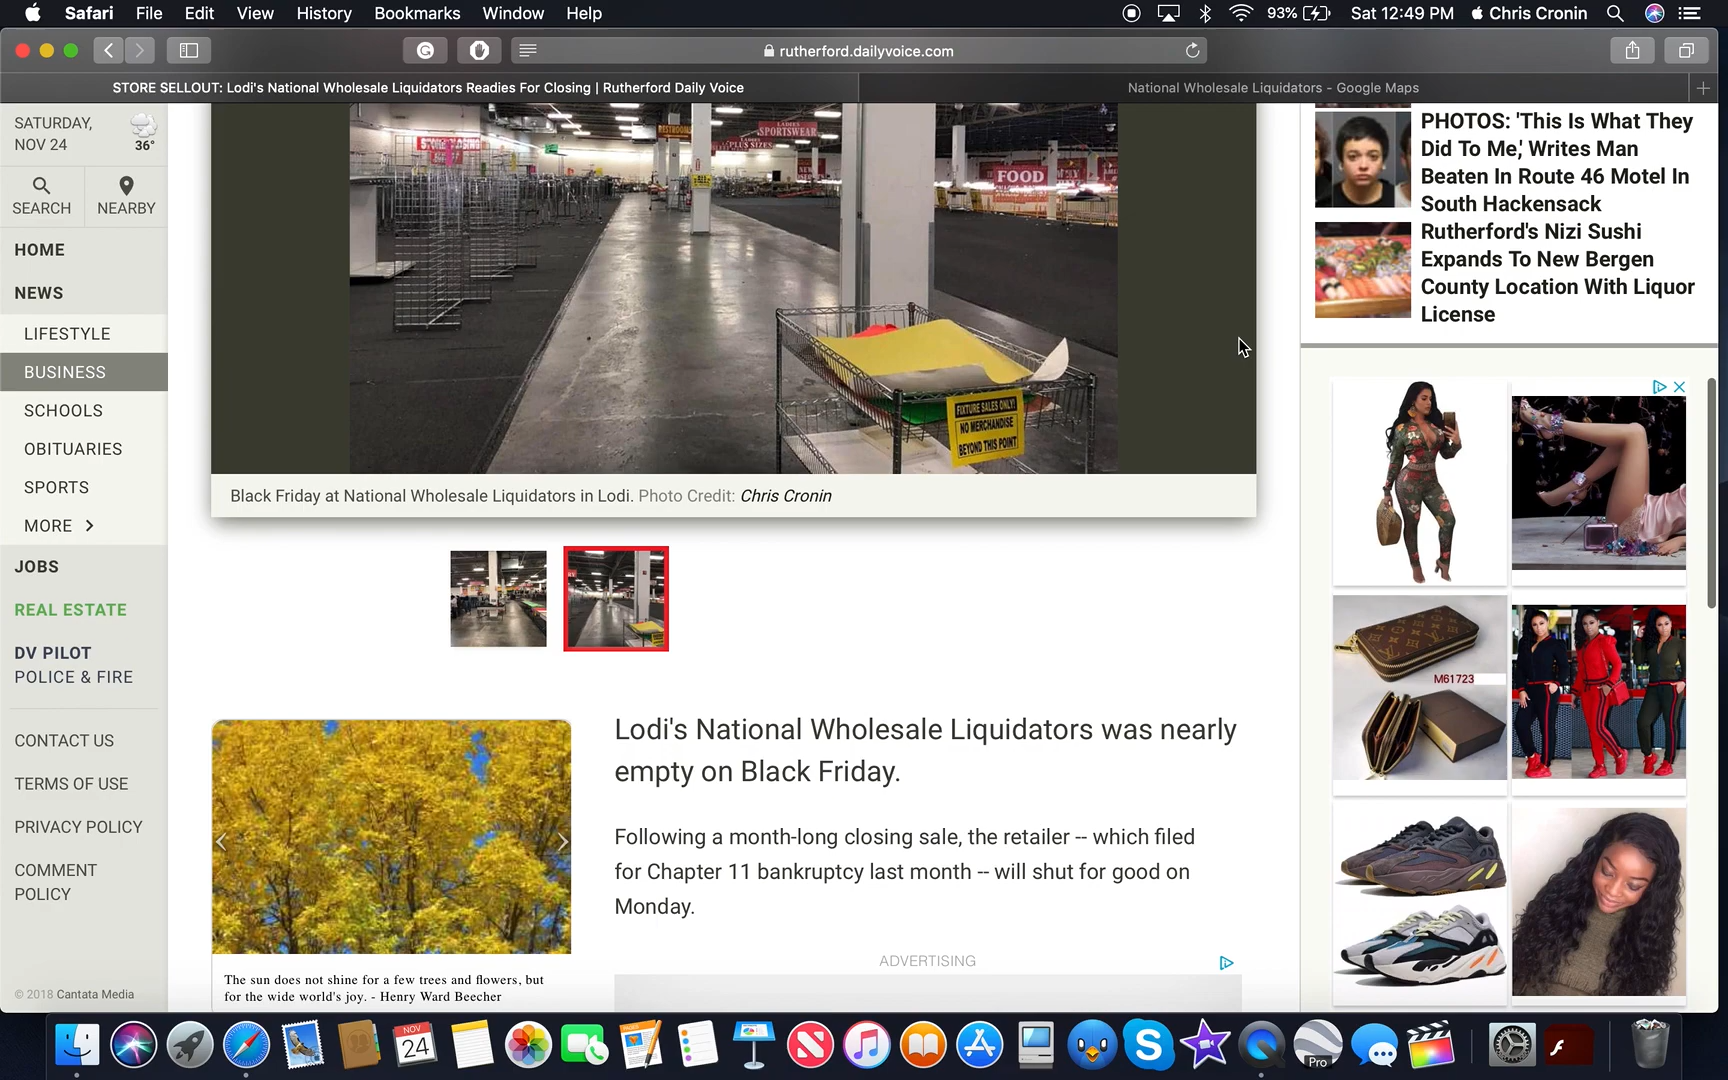 Safari File Edit View History Bookmarks Window Help 93% Sat 12:49 PM Chris Cronin
rutherford.dailyvoice.com
STORE SELLOUT: Lodi's National Wholesale Liquidators Readies For Closing | Rutherford Daily Voice
National Wholesale Liquidators - Google Maps
SATURDAY,
NOV 24
36°
SEARCH
NEARBY
HOME
NEWS
LIFESTYLE
BUSINESS
SCHOOLS
OBITUARIES
SPORTS
MORE
JOBS
REAL ESTATE
DV PILOT
POLICE & FIRE
CONTACT US
TERMS OF USE
PRIVACY POLICY
COMMENT
POLICY
© 2018 Cantata Media
RESTROOMS
LADIES
SPORTSWEAR
PLUS SIZES
FOOD
FIXTURE SALES ONLY!
NO MERCHANDISE
BEYOND THIS POINT
Black Friday at National Wholesale Liquidators in Lodi. Photo Credit: Chris Cronin
The sun does not shine for a few trees and flowers, but
for the wide world's joy. - Henry Ward Beecher
Lodi's National Wholesale Liquidators was nearly
empty on Black Friday.
Following a month-long closing sale, the retailer -- which filed
for Chapter 11 bankruptcy last month -- will shut for good on
Monday.
ADVERTISING
PHOTOS: 'This Is What They
Did To Me,' Writes Man
Beaten In Route 46 Motel In
South Hackensack
Rutherford's Nizi Sushi
Expands To New Bergen
County Location With Liquor
License
M61723
NOV
24
PAGES
Pro